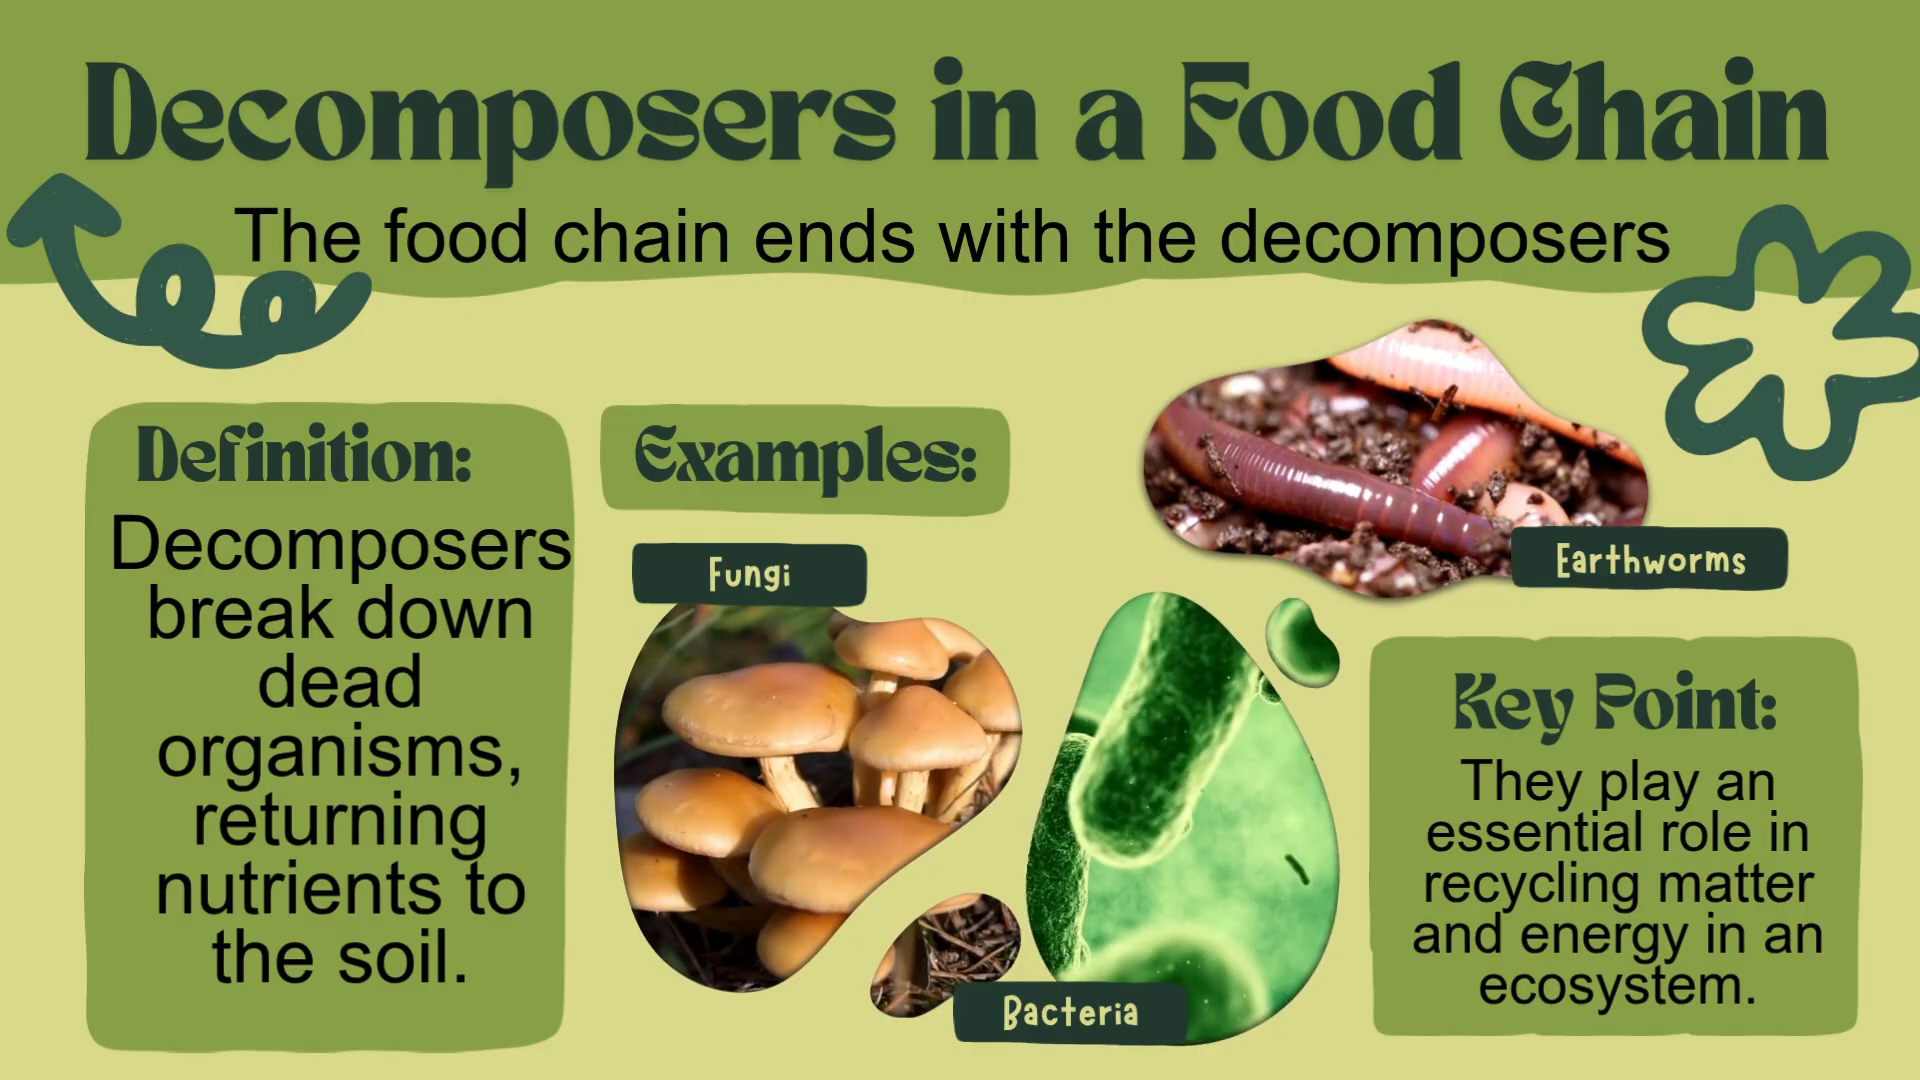 Decomposers in a Food Chain
The food chain ends with the decomposers
Definition:
Decomposers
break down
dead
organisms,
returning
nutrients to
the soil.
Examples:
Fungi
Earthworms
Bacteria
Key Point:
They play an
essential role in
recycling matter
and energy in an
ecosystem.